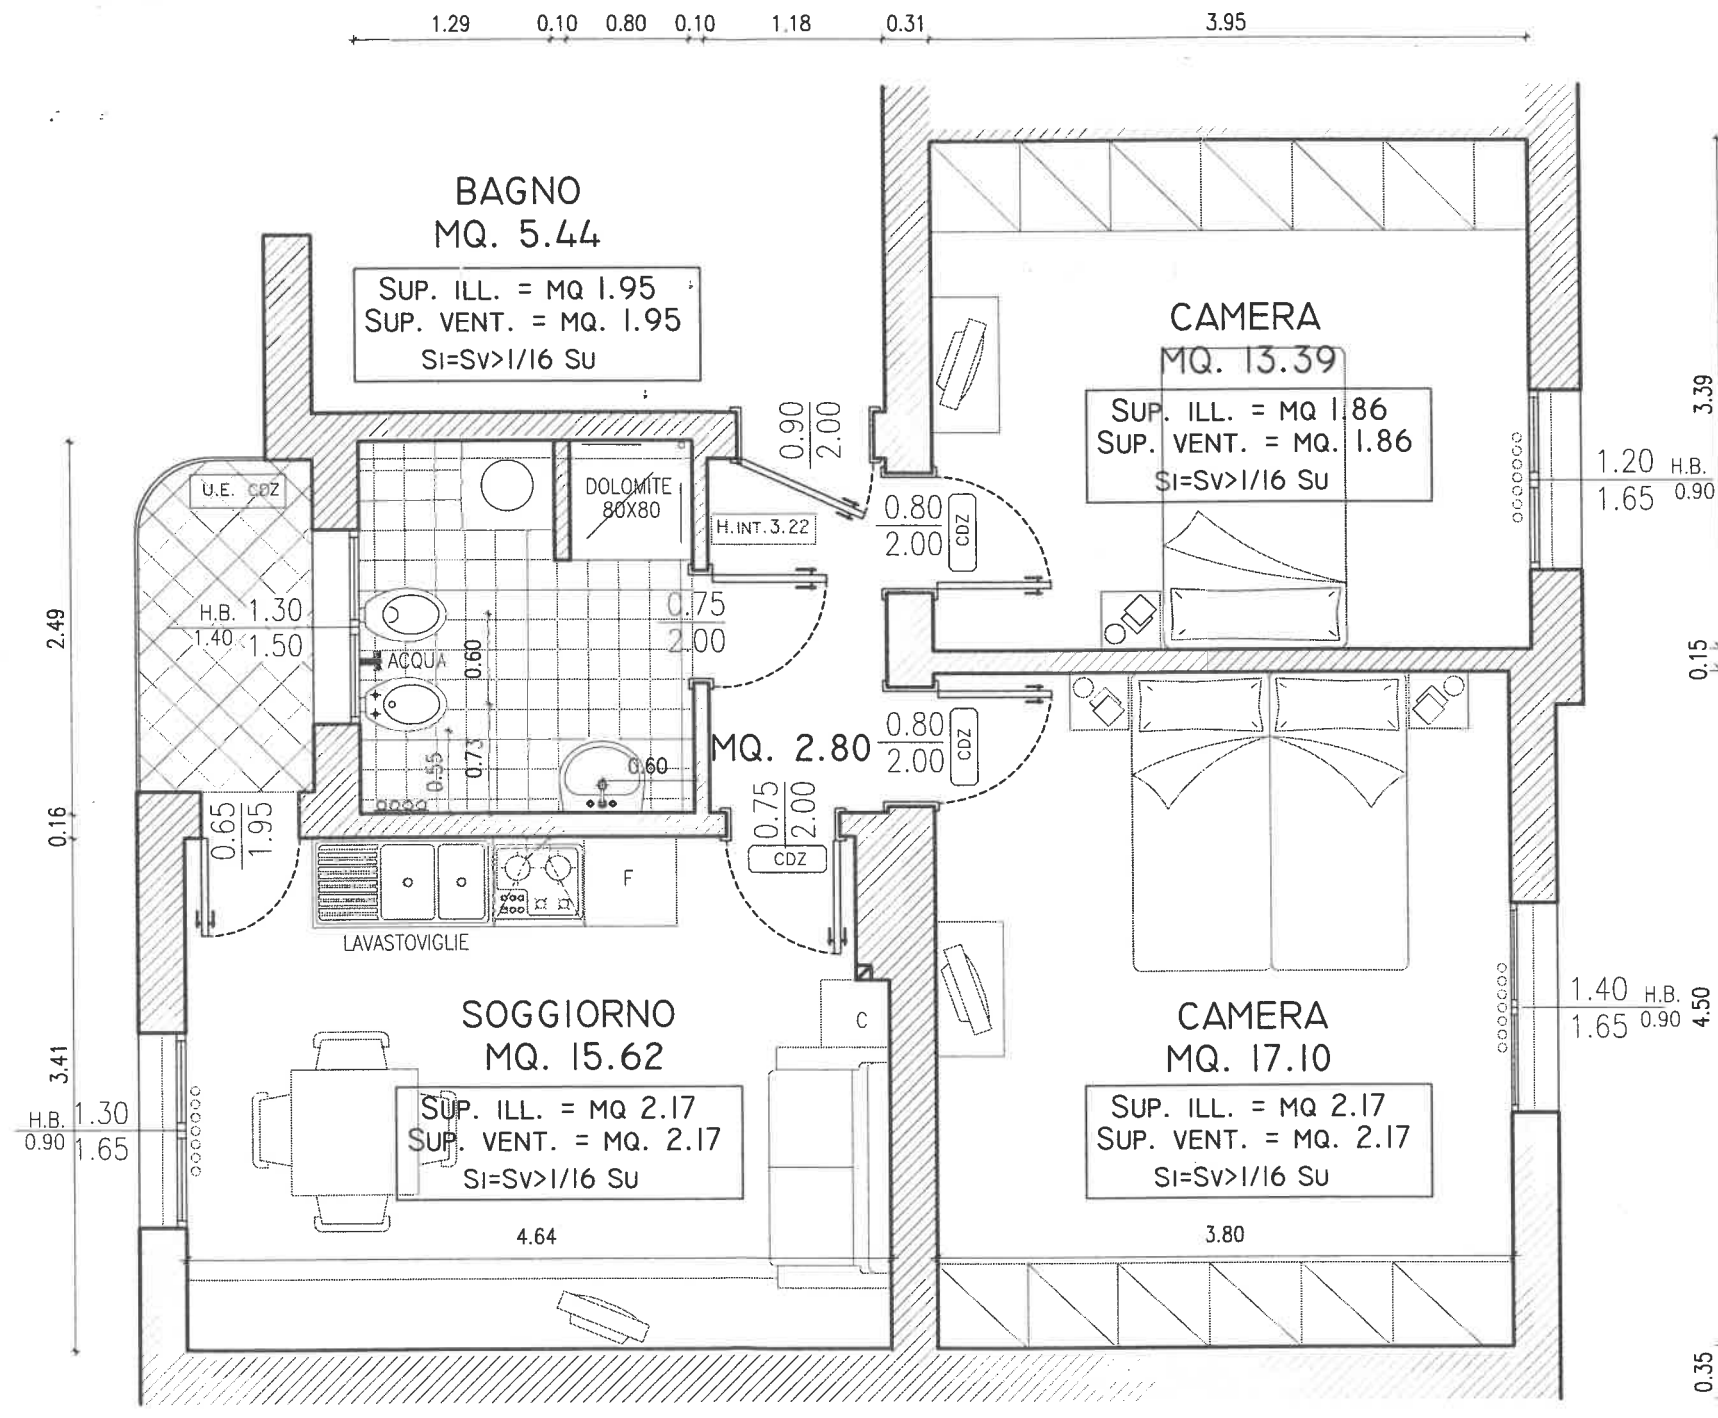 1.29 0.10 0.80 0.10 1.18 0.31 3.95
BAGNO
MQ. 5.44
SUP. ILL. = MQ 1.95
SUP. VENT. = MQ. 1.95
SI=SV>1/16 SU
CAMERA
MQ. 13.39
SUP. ILL. = MQ 1.86
SUP. VENT. = MQ. 1.86
SI=SV>1/16 SU
3.39
0.90
2.00
1.20 H.B.
1.65 0.90
U.E. CDZ
DOLOMITE
80X80
H.INT.3.22
0.80
2.00
CDZ
2.49
H.B. 1.30
1.40 1.50
0.75
2.00
ACQUA
0.60
0.15
0.55
0.73
0.60
MQ. 2.80
0.80
2.00
CDZ
0.16
0.65
1.95
0.75
2.00
CDZ
F
LAVASTOVIGLIE
SOGGIORNO
MQ. 15.62
SUP. ILL. = MQ 2.17
SUP. VENT. = MQ. 2.17
SI=SV>1/16 SU
C
CAMERA
MQ. 17.10
SUP. ILL. = MQ 2.17
SUP. VENT. = MQ. 2.17
SI=SV>1/16 SU
1.40 H.B.
1.65 0.90
4.50
3.41
H.B. 1.30
0.90 1.65
4.64
3.80
0.35